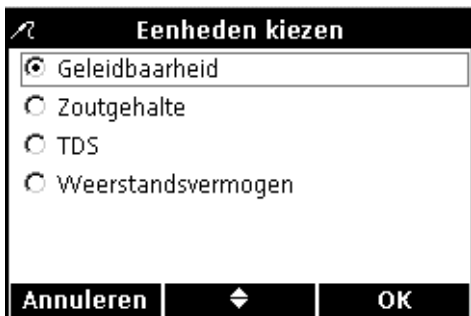 Eenheden kiezen
Geleidbaarheid
Zoutgehalte
TDS
Weerstandsvermogen
Annuleren OK